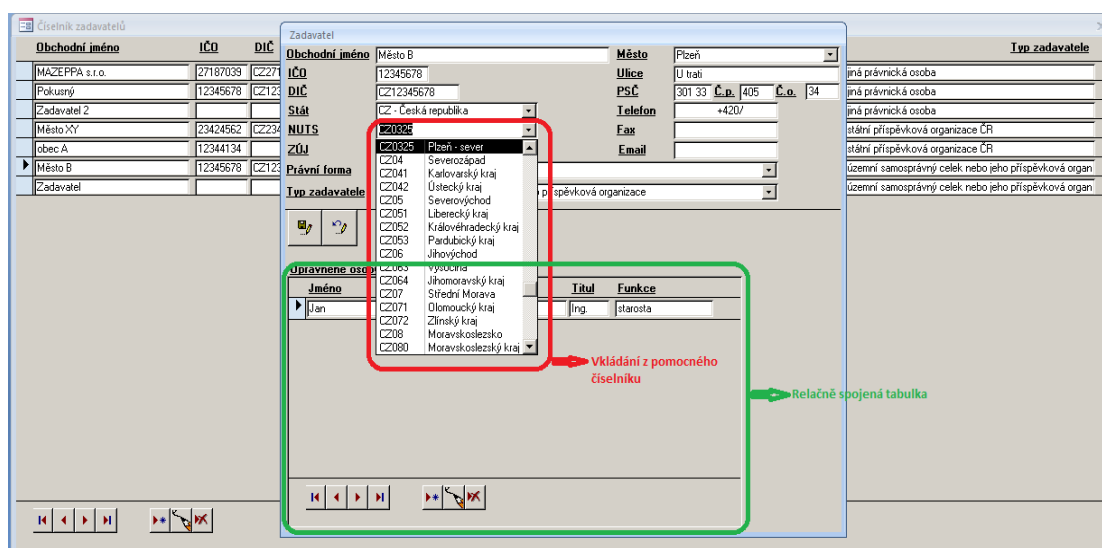 Číselník zadavatelů
Obchodní jméno IČO DIČ Typ zadavatele
MAZEPPA s.r.o. 27187039 CZ271 jiná právnická osoba
Pokusný 12345678 CZ123 jiná právnická osoba
Zadavatel 2 jiná právnická osoba
Město XY 23424562 CZ234 státní příspěvková organizace ČR
obec A 12344134 státní příspěvková organizace ČR
Město B 12345678 CZ123 územní samosprávný celek nebo jeho příspěvková organ
Zadavatel územní samosprávný celek nebo jeho příspěvková organ
Zadavatel
Obchodní jméno Město B Město Plzeň
IČO 12345678 Ulice U trati
DIČ CZ12345678 PSČ 301 33 Č.p. 405 Č.o. 34
Stát CZ - Česká republika Telefon +420/
NUTS CZ0325 Fax
ZÚJ Email
Právní forma
Typ zadavatele příspěvková organizace
CZ0325 Plzeň - sever
CZ04 Severozápad
CZ041 Karlovarský kraj
CZ042 Ústecký kraj
CZ05 Severovýchod
CZ051 Liberecký kraj
CZ052 Královéhradecký kraj
CZ053 Pardubický kraj
CZ06 Jihovýchod
CZ063 Vysočina
CZ064 Jihomoravský kraj
CZ07 Střední Morava
CZ071 Olomoucký kraj
CZ072 Zlínský kraj
CZ08 Moravskoslezsko
CZ080 Moravskoslezský kraj
Oprávněné osob
Jméno Titul Funkce
Jan Ing. starosta
Vkládání z pomocného
číselníku
Relačně spojená tabulka